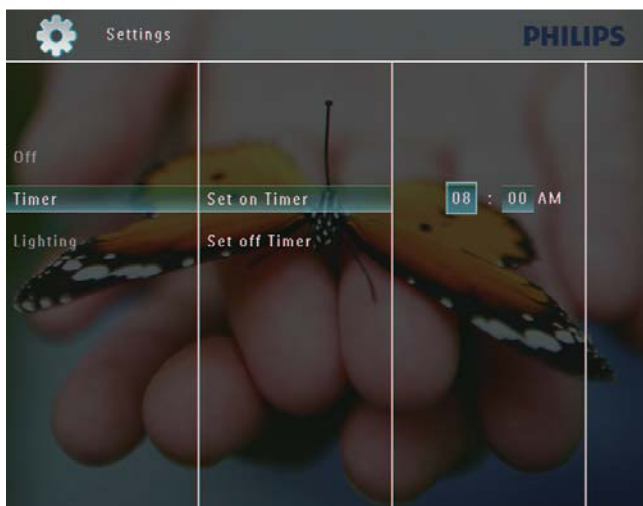 Settings
PHILIPS
Off
Timer
Set on Timer
08 : 00 AM
Lighting
Set off Timer